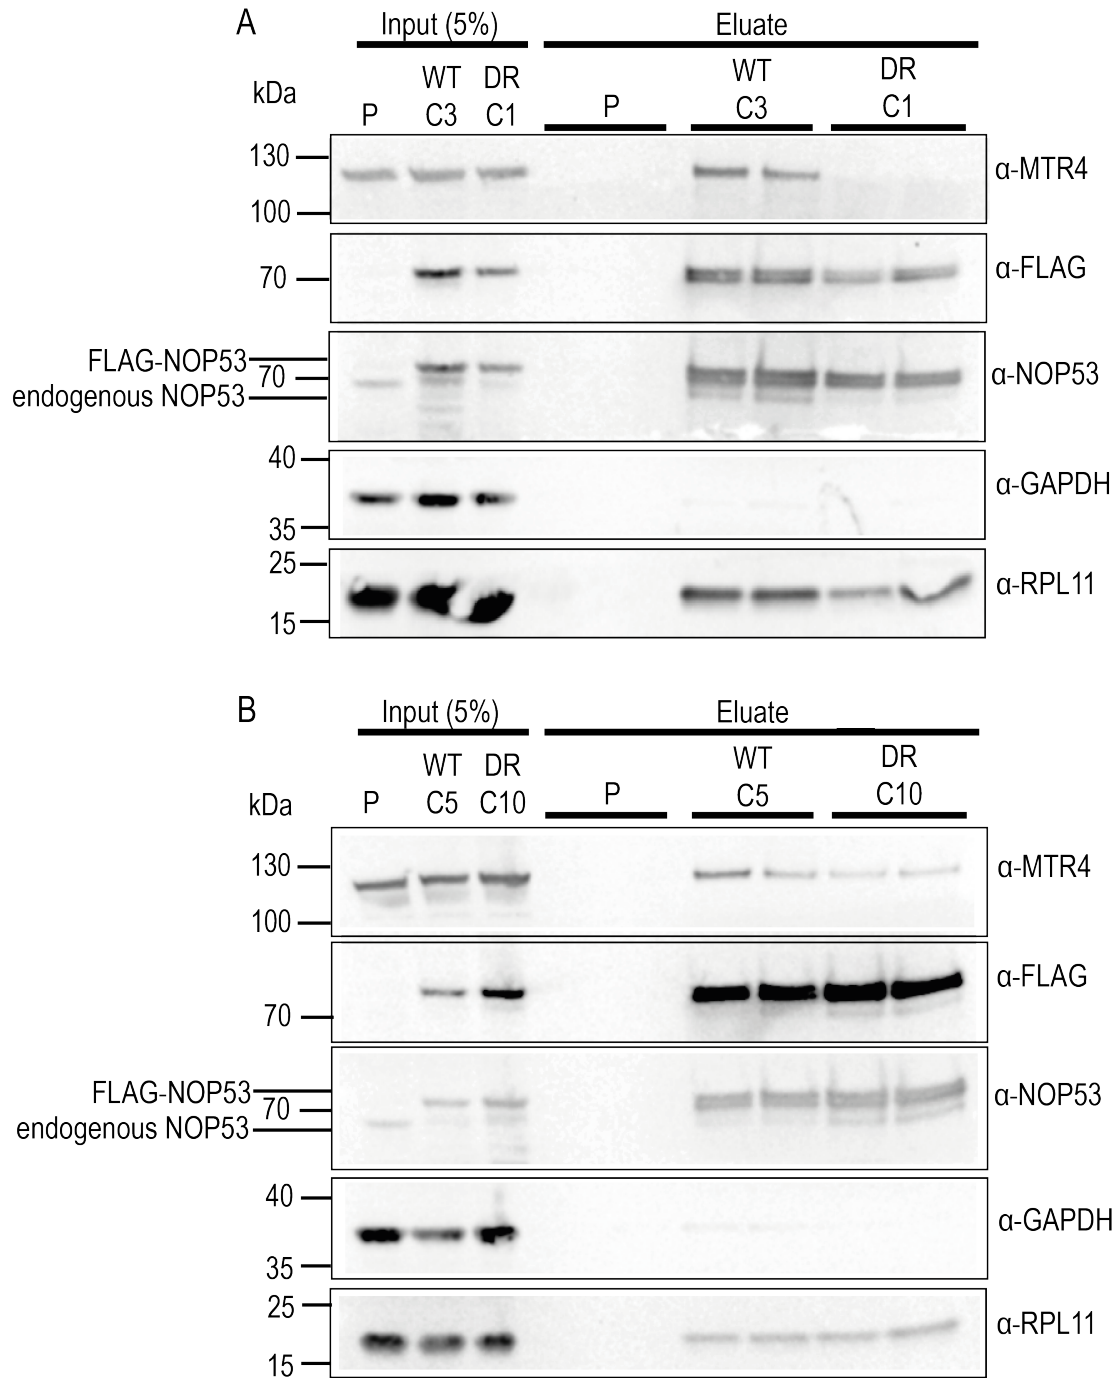 A
Input (5%) Eluate
WT DR WT DR
kDa P C3 C1 P C3 C1
130
100
α-MTR4
70
α-FLAG
FLAG-NOP53
70
endogenous NOP53
α-NOP53
40
35
α-GAPDH
25
15
α-RPL11
B
Input (5%) Eluate
WT DR WT DR
kDa P C5 C10 P C5 C10
130
100
α-MTR4
70
α-FLAG
FLAG-NOP53
70
endogenous NOP53
α-NOP53
40
35
α-GAPDH
25
15
α-RPL11